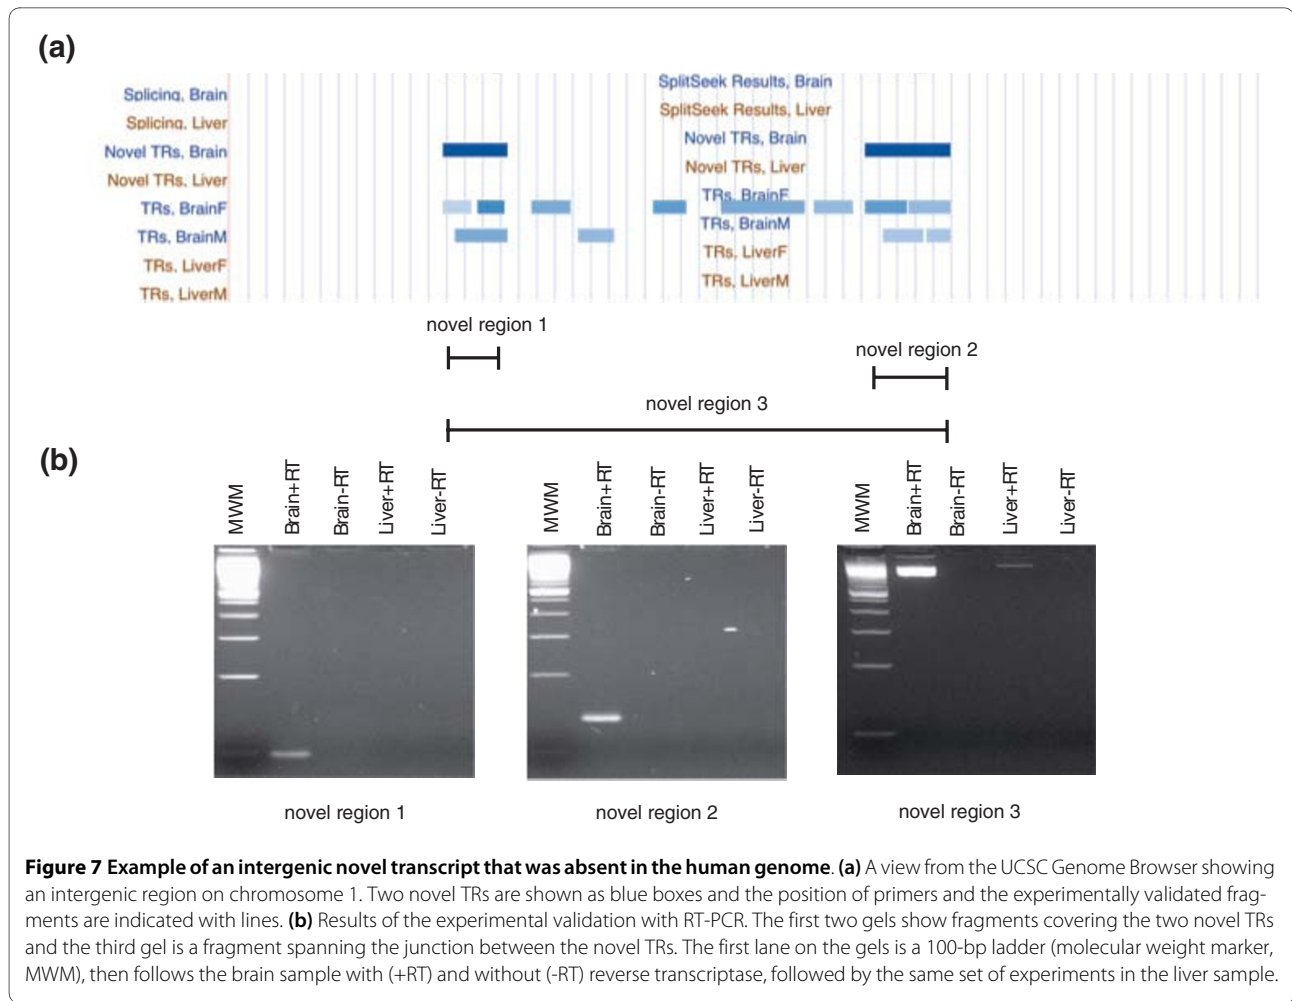 (a)
Splicing, Brain
Splicing, Liver
Novel TRs, Brain
Novel TRs, Liver
TRs, BrainF
TRs, BrainM
TRs, LiverF
TRs, LiverM
SplitSeek Results, Brain
SplitSeek Results, Liver
Novel TRs, Brain
Novel TRs, Liver
TRs, BrainF
TRs, BrainM
TRs, LiverF
TRs, LiverM
novel region 1
novel region 2
novel region 3
(b)
MWM
Brain+RT
Brain-RT
Liver+RT
Liver-RT
MWM
Brain+RT
Brain-RT
Liver+RT
Liver-RT
MWM
Brain+RT
Brain-RT
Liver+RT
Liver-RT
novel region 1
novel region 2
novel region 3
Figure 7 Example of an intergenic novel transcript that was absent in the human genome. (a) A view from the UCSC Genome Browser showing
an intergenic region on chromosome 1. Two novel TRs are shown as blue boxes and the position of primers and the experimentally validated frag-
ments are indicated with lines. (b) Results of the experimental validation with RT-PCR. The first two gels show fragments covering the two novel TRs
and the third gel is a fragment spanning the junction between the novel TRs. The first lane on the gels is a 100-bp ladder (molecular weight marker,
MWM), then follows the brain sample with (+RT) and without (-RT) reverse transcriptase, followed by the same set of experiments in the liver sample.